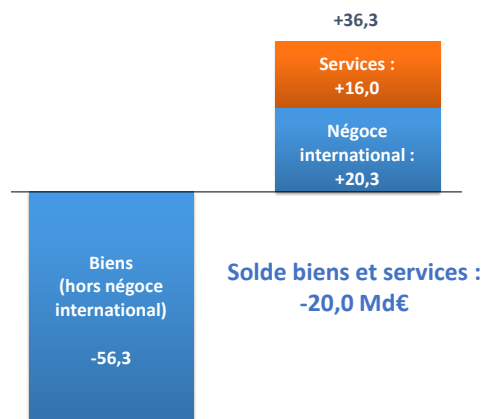 +36,3
Services :
+16,0
Négoce
international :
+20,3
Biens
(hors négoce
international)
-56,3
Solde biens et services :
-20,0 Md€